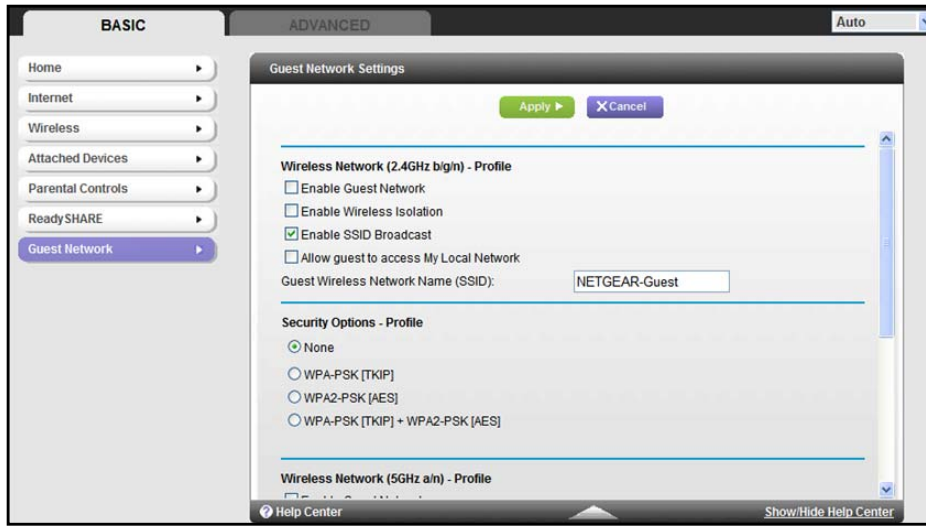 BASIC
ADVANCED
Auto
Home
Internet
Wireless
Attached Devices
Parental Controls
ReadySHARE
Guest Network
Guest Network Settings
Apply
Cancel
Wireless Network (2.4GHz b/g/n) - Profile
Enable Guest Network
Enable Wireless Isolation
Enable SSID Broadcast
Allow guest to access My Local Network
Guest Wireless Network Name (SSID): NETGEAR-Guest
Security Options - Profile
None
WPA-PSK [TKIP]
WPA2-PSK [AES]
WPA-PSK [TKIP] + WPA2-PSK [AES]
Wireless Network (5GHz a/n) - Profile
Help Center
Show/Hide Help Center